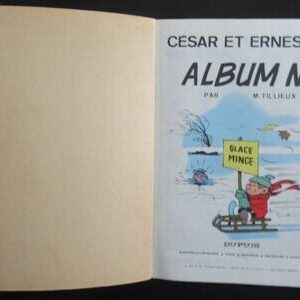 CÉSAR ET ERNES
ALBUM N
PAR M. TILLIEUX
GLACE
MINCE
DUPUIS